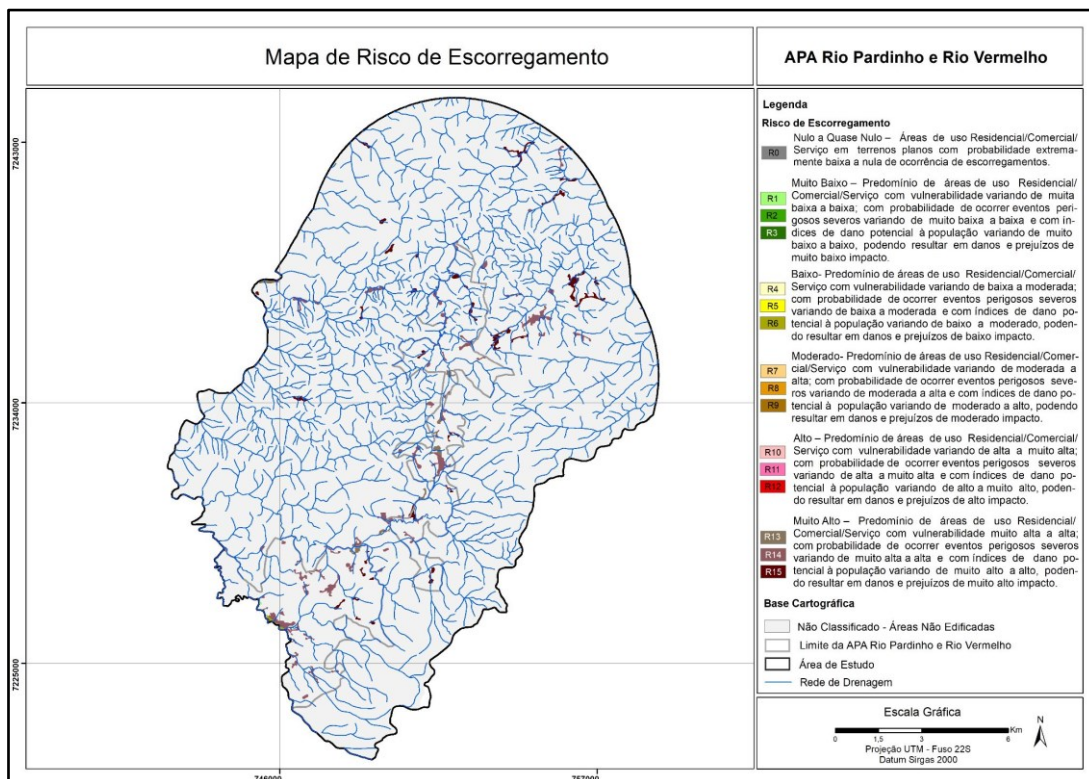 Mapa de Risco de Escorregamento
APA Rio Pardinho e Rio Vermelho
7243000
7234000
7225000
746000
757000
Legenda
Risco de Escorregamento
R0
Nulo a Quase Nulo – Áreas de uso Residencial/Comercial/
Serviço em terrenos planos com probabilidade extrema-
mente baixa a nula de ocorrência de escorregamentos.
R1
R2
R3
Muito Baixo – Predomínio de áreas de uso Residencial/
Comercial/Serviço com vulnerabilidade variando de muita
baixa a baixa; com probabilidade de ocorrer eventos peri-
gosos severos variando de muito baixa a baixa e com ín-
dices de dano potencial à população variando de muito
baixo a baixo, podendo resultar em danos e prejuízos de
muito baixo impacto.
R4
R5
R6
Baixo- Predomínio de áreas de uso Residencial/Comercial/
Serviço com vulnerabilidade variando de baixa a moderada;
com probabilidade de ocorrer eventos perigosos severos
variando de baixa a moderada e com índices de dano po-
tencial à população variando de baixo a moderado, poden-
do resultar em danos e prejuízos de baixo impacto.
R7
R8
R9
Moderado- Predomínio de áreas de uso Residencial/Comer-
cial/Serviço com vulnerabilidade variando de moderada a
alta; com probabilidade de ocorrer eventos perigosos seve-
ros variando de moderada a alta e com índices de dano po-
tencial à população variando de moderado a alto, podendo
resultar em danos e prejuízos de moderado impacto.
R10
R11
R12
Alto – Predomínio de áreas de uso Residencial/Comercial/
Serviço com vulnerabilidade variando de alta a muito alta;
com probabilidade de ocorrer eventos perigosos severos
variando de alta a muito alta e com índices de dano po-
tencial à população variando de alto a muito alto, poden-
do resultar em danos e prejuízos de alto impacto.
R13
R14
R15
Muito Alto – Predomínio de áreas de uso Residencial/
Comercial/Serviço com vulnerabilidade muito alta a alta;
com probabilidade de ocorrer eventos perigosos severos
variando de muito alta a alta e com índices de dano po-
tencial à população variando de muito alto a alto, poden-
do resultar em danos e prejuízos de muito alto impacto.
Base Cartográfica
Não Classificado - Áreas Não Edificadas
Limite da APA Rio Pardinho e Rio Vermelho
Área de Estudo
Rede de Drenagem
Escala Gráfica
Km
0 1,5 3 6
N
Projeção UTM - Fuso 22S
Datum Sirgas 2000